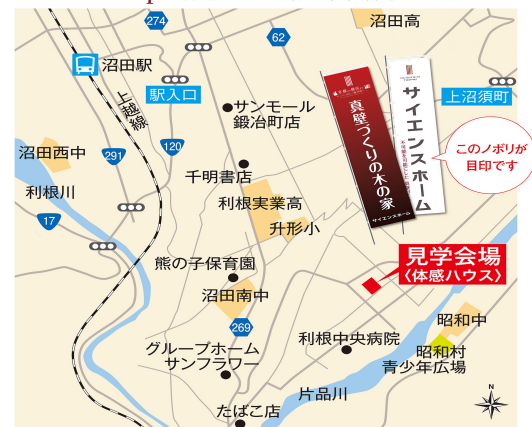 274
沼田高
62
沼田駅
駅入口
上沼須町
上越線
サンモール
鍛冶町店
真壁づくりの木の家
サイエンスホーム
サイエンスホーム
このノボリが
目印です
沼田西中
291
120
千明書店
利根川
利根実業高
17
升形小
見学会場
〈体感ハウス〉
熊の子保育園
沼田南中
269
昭和中
利根中央病院
グループホーム
サンフラワー
昭和村
青少年広場
片品川
たばこ店
N